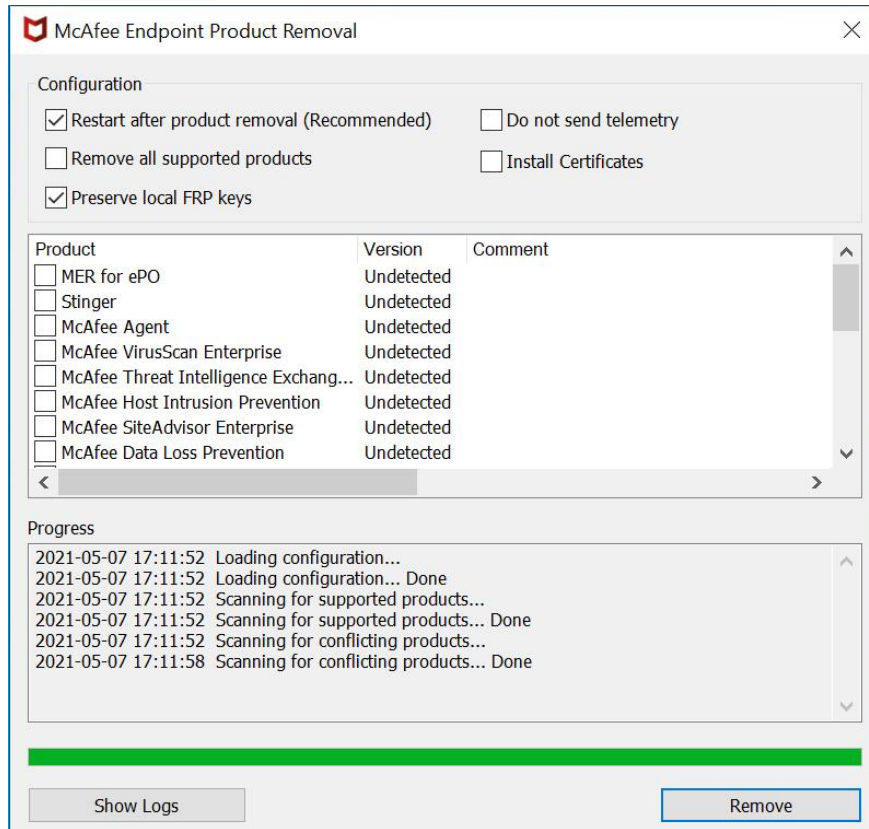 McAfee Endpoint Product Removal
Configuration
Restart after product removal (Recommended)
Do not send telemetry
Remove all supported products
Install Certificates
Preserve local FRP keys
Product Version Comment
MER for ePO Undetected
Stinger Undetected
McAfee Agent Undetected
McAfee VirusScan Enterprise Undetected
McAfee Threat Intelligence Exchang... Undetected
McAfee Host Intrusion Prevention Undetected
McAfee SiteAdvisor Enterprise Undetected
McAfee Data Loss Prevention Undetected
Progress
2021-05-07 17:11:52 Loading configuration...
2021-05-07 17:11:52 Loading configuration... Done
2021-05-07 17:11:52 Scanning for supported products...
2021-05-07 17:11:52 Scanning for supported products... Done
2021-05-07 17:11:52 Scanning for conflicting products...
2021-05-07 17:11:58 Scanning for conflicting products... Done
Show Logs
Remove